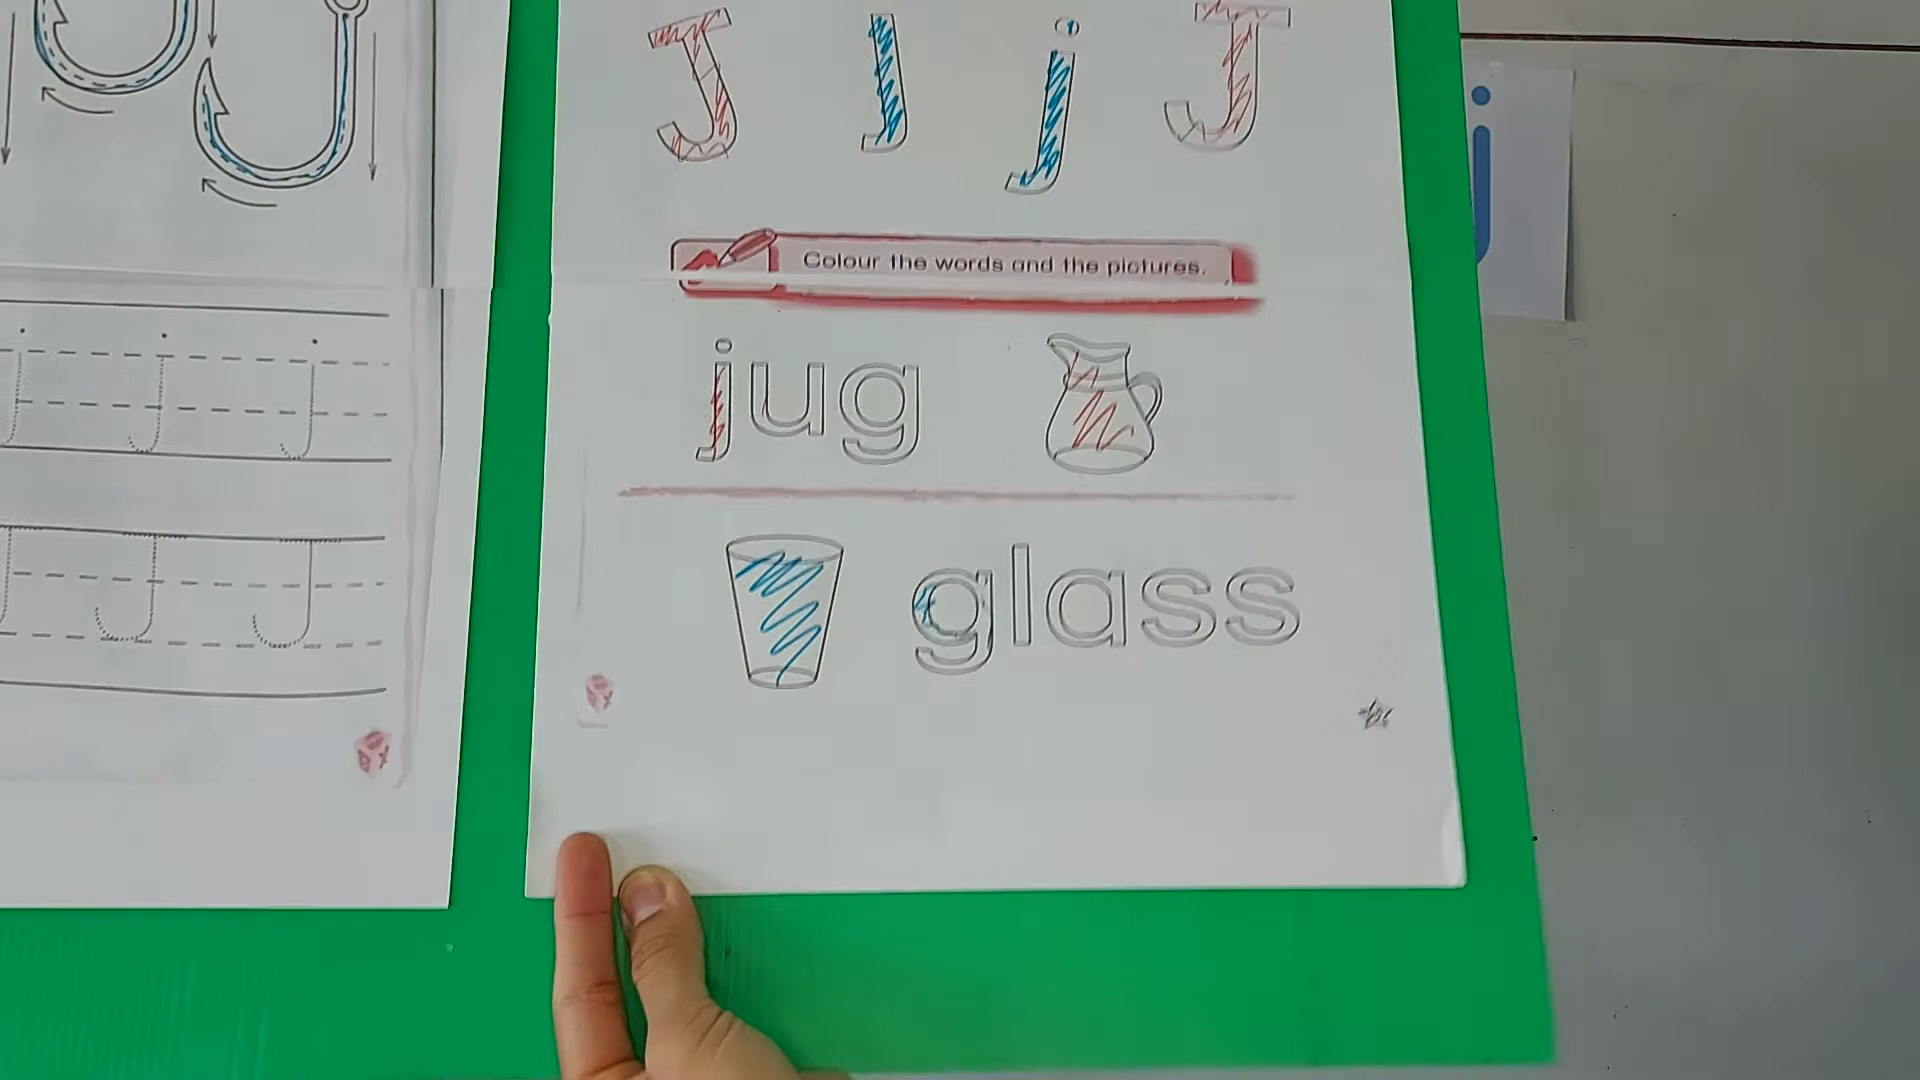 J j j J
Colour the words and the pictures.
jug
glass
j
j j j
J J J